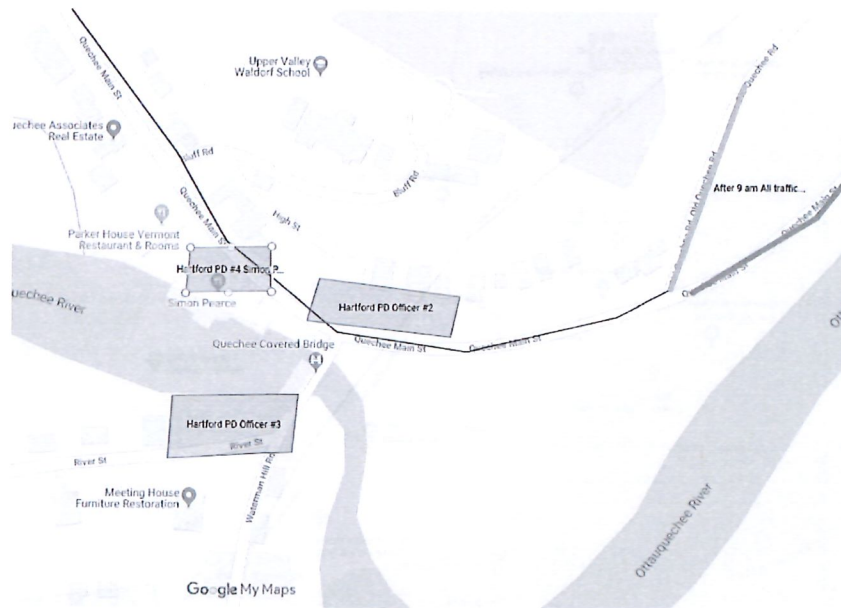 Quechee Main St
Upper Valley
Waldorf School
Quechee Rd
uechee Associates
Real Estate
Bluff Rd
Bluff Rd
Old Quechee Rd
After 9 am All traffic...
Quechee Main St
High St
Quechee Main St
Parker House Vermont
Restaurant & Rooms
Hartford PD #4 Simon P...
Simon Pearce
uechee River
Hartford PD Officer #2
Quechee Main St
Quechee Main St
Quechee Covered Bridge
Hartford PD Officer #3
River St
River St
Waterman Hill Rd
Meeting House
Furniture Restoration
Ottauquechee River
Google My Maps